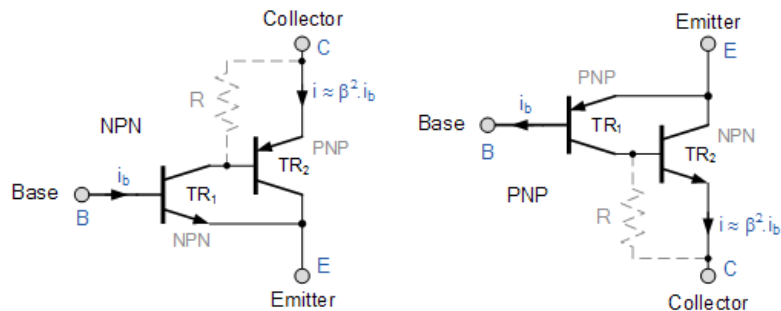 Collector
C
R
i ≈ β².i_b
NPN
PNP
i_b
TR₁
TR₂
Base
B
NPN
E
Emitter
Emitter
E
PNP
i_b
Base
TR₁
NPN
B
TR₂
PNP
R
i ≈ β².i_b
C
Collector